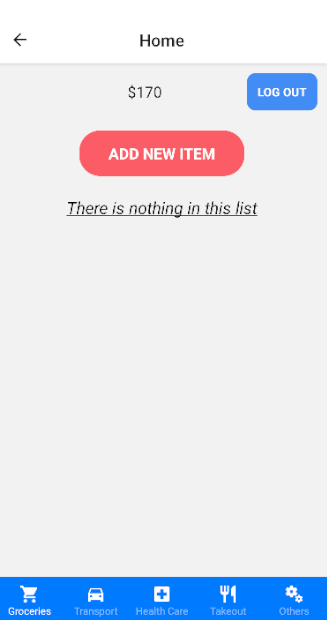 Home
$170
LOG OUT
ADD NEW ITEM
There is nothing in this list
Groceries
Transport
Health Care
Takeout
Others